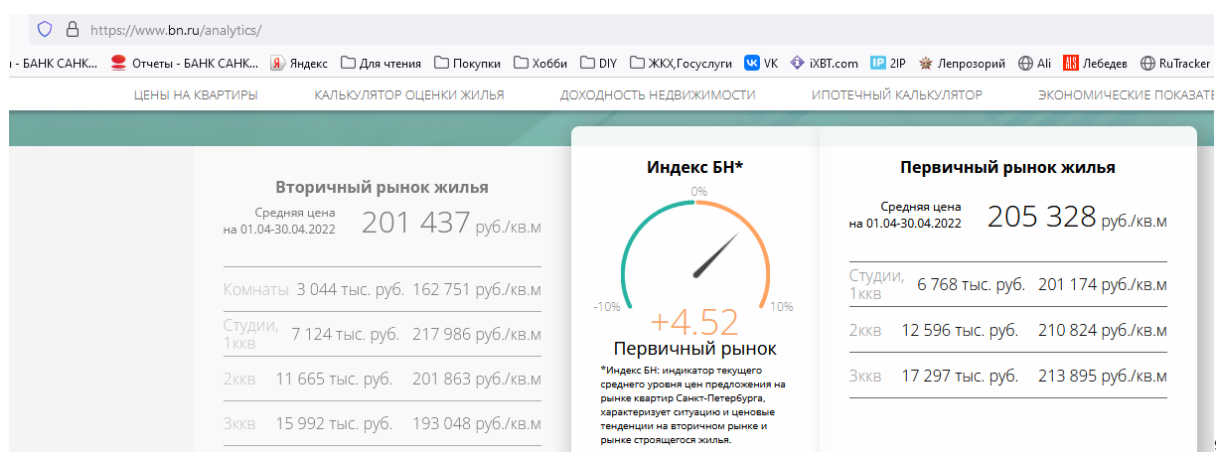 https://www.bn.ru/analytics/
- БАНК САНК... Отчеты - БАНК САНК... Яндекс Для чтения Покупки Хобби DIY ЖКХ,Госуслуги VK iXBT.com 2IP Лепрозорий Ali Лебедев RuTracker
ЦЕНЫ НА КВАРТИРЫ КАЛЬКУЛЯТОР ОЦЕНКИ ЖИЛЬЯ ДОХОДНОСТЬ НЕДВИЖИМОСТИ ИПОТЕЧНЫЙ КАЛЬКУЛЯТОР ЭКОНОМИЧЕСКИЕ ПОКАЗАТЕ
Вторичный рынок жилья
Средняя цена
на 01.04-30.04.2022 201 437 руб./кв.м
Комнаты 3 044 тыс. руб. 162 751 руб./кв.м
Студии,
1ккв 7 124 тыс. руб. 217 986 руб./кв.м
2ккв 11 665 тыс. руб. 201 863 руб./кв.м
3ккв 15 992 тыс. руб. 193 048 руб./кв.м
Индекс БН*
0%
-10% 10%
+4.52
Первичный рынок
*Индекс БН: индикатор текущего
среднего уровня цен предложения на
рынке квартир Санкт-Петербурга,
характеризует ситуацию и ценовые
тенденции на вторичном рынке и
рынке строящегося жилья.
Первичный рынок жилья
Средняя цена
на 01.04-30.04.2022 205 328 руб./кв.м
Студии,
1ккв 6 768 тыс. руб. 201 174 руб./кв.м
2ккв 12 596 тыс. руб. 210 824 руб./кв.м
3ккв 17 297 тыс. руб. 213 895 руб./кв.м